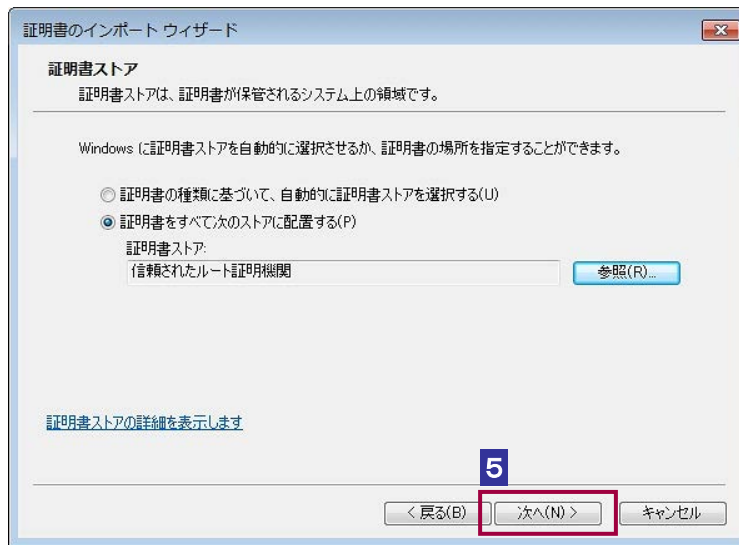 証明書のインポート ウィザード
証明書ストア
証明書ストアは、証明書が保管されるシステム上の領域です。
Windows に証明書ストアを自動的に選択させるか、証明書の場所を指定することができます。
証明書の種類に基づいて、自動的に証明書ストアを選択する(U)
証明書をすべて次のストアに配置する(P)
証明書ストア:
信頼されたルート証明機関
参照(R)...
証明書ストアの詳細を表示します
5
< 戻る(B)
次へ(N) >
キャンセル